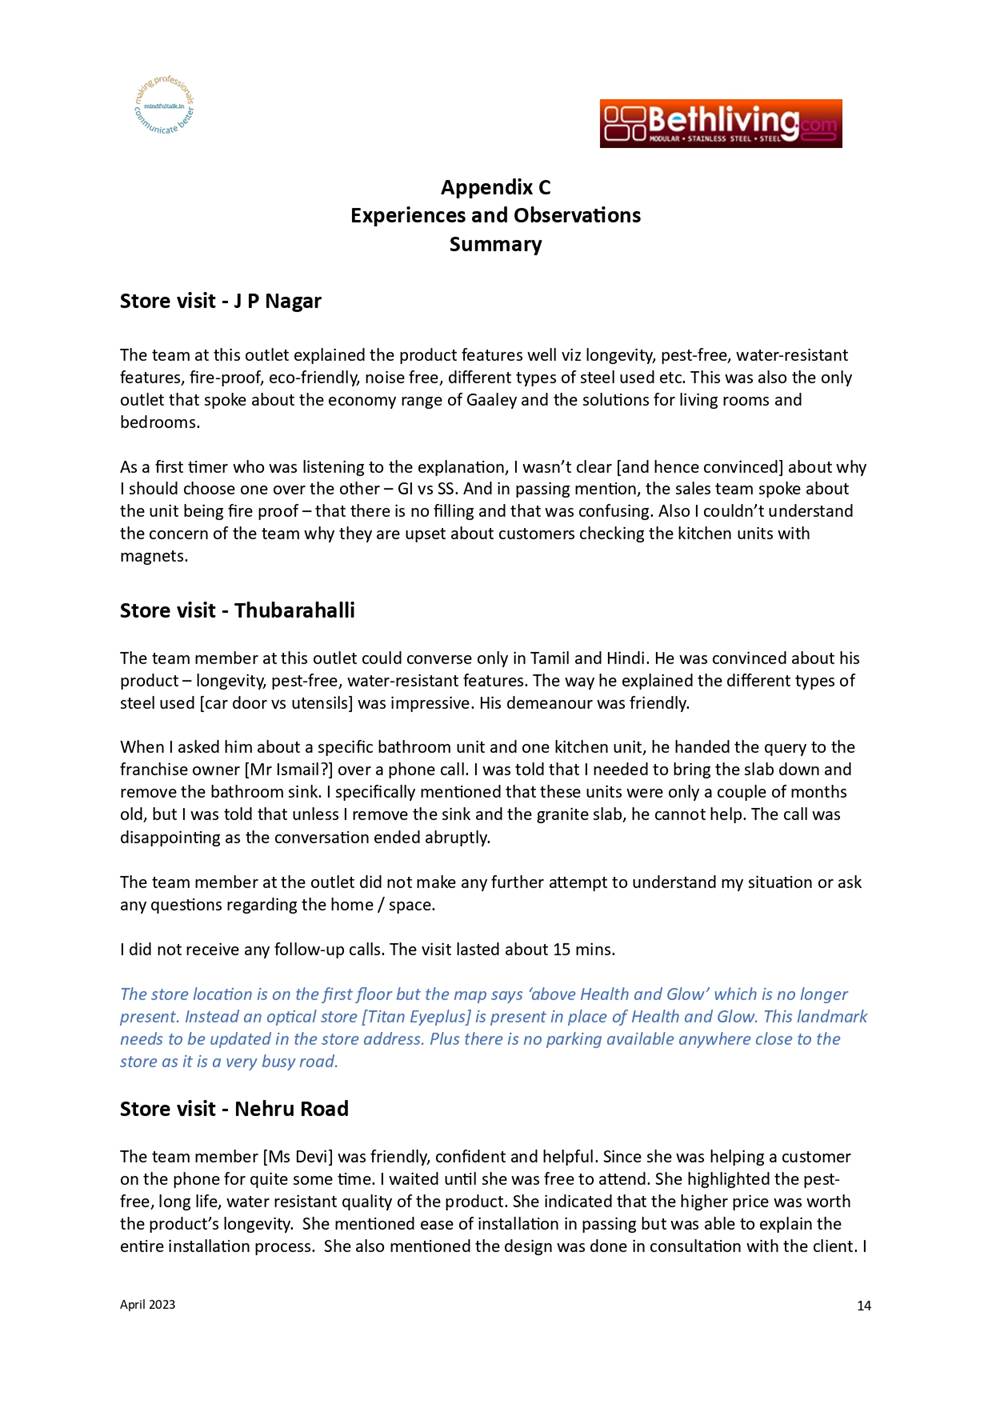 making professionals
mindfultalk.in
communicate better
Bethliving.com
MODULAR • STAINLESS STEEL • STEEL
Appendix C
Experiences and Observations
Summary
Store visit - J P Nagar
The team at this outlet explained the product features well viz longevity, pest-free, water-resistant
features, fire-proof, eco-friendly, noise free, different types of steel used etc. This was also the only
outlet that spoke about the economy range of Gaaley and the solutions for living rooms and
bedrooms.
As a first timer who was listening to the explanation, I wasn’t clear [and hence convinced] about why
I should choose one over the other – GI vs SS. And in passing mention, the sales team spoke about
the unit being fire proof – that there is no filling and that was confusing. Also I couldn’t understand
the concern of the team why they are upset about customers checking the kitchen units with
magnets.
Store visit - Thubarahalli
The team member at this outlet could converse only in Tamil and Hindi. He was convinced about his
product – longevity, pest-free, water-resistant features. The way he explained the different types of
steel used [car door vs utensils] was impressive. His demeanour was friendly.
When I asked him about a specific bathroom unit and one kitchen unit, he handed the query to the
franchise owner [Mr Ismail?] over a phone call. I was told that I needed to bring the slab down and
remove the bathroom sink. I specifically mentioned that these units were only a couple of months
old, but I was told that unless I remove the sink and the granite slab, he cannot help. The call was
disappointing as the conversation ended abruptly.
The team member at the outlet did not make any further attempt to understand my situation or ask
any questions regarding the home / space.
I did not receive any follow-up calls. The visit lasted about 15 mins.
The store location is on the first floor but the map says ‘above Health and Glow’ which is no longer
present. Instead an optical store [Titan Eyeplus] is present in place of Health and Glow. This landmark
needs to be updated in the store address. Plus there is no parking available anywhere close to the
store as it is a very busy road.
Store visit - Nehru Road
The team member [Ms Devi] was friendly, confident and helpful. Since she was helping a customer
on the phone for quite some time. I waited until she was free to attend. She highlighted the pest-
free, long life, water resistant quality of the product. She indicated that the higher price was worth
the product’s longevity.  She mentioned ease of installation in passing but was able to explain the
entire installation process.  She also mentioned the design was done in consultation with the client. I
April 2023
14